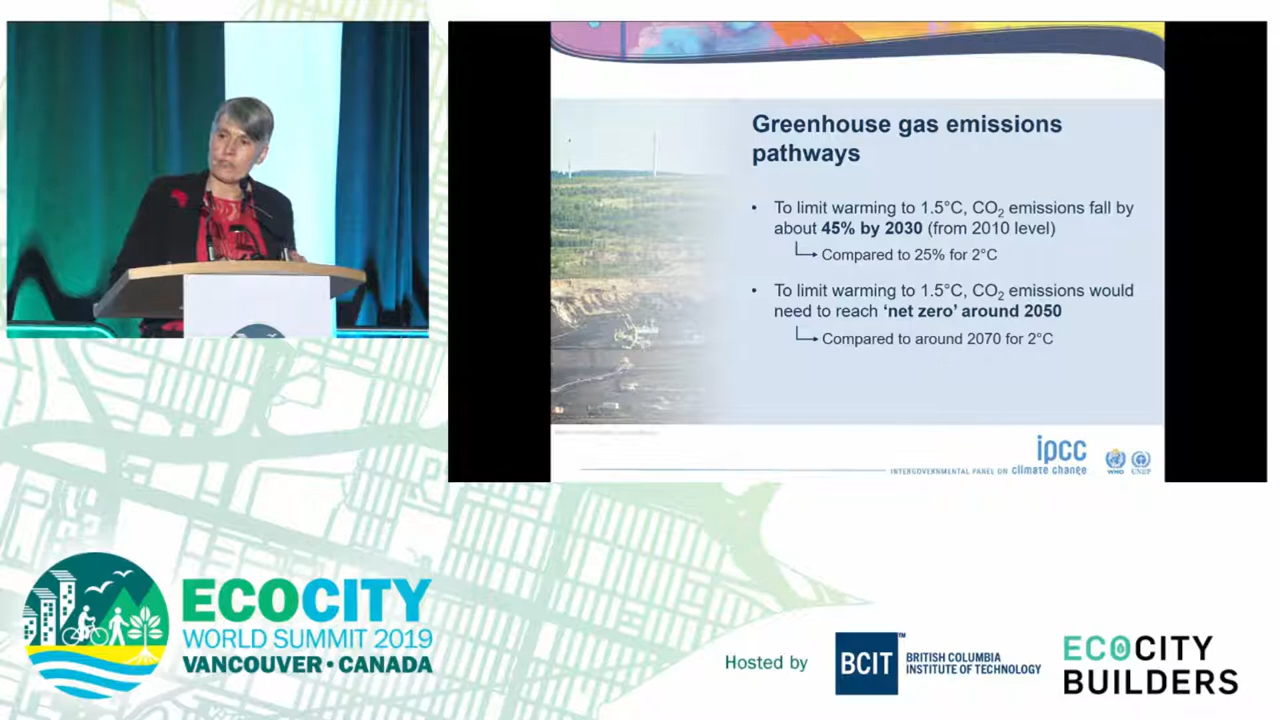 Greenhouse gas emissions
pathways
• To limit warming to 1.5°C, CO₂ emissions fall by
about 45% by 2030 (from 2010 level)
Compared to 25% for 2°C
• To limit warming to 1.5°C, CO₂ emissions would
need to reach ‘net zero’ around 2050
Compared to around 2070 for 2°C
ipcc
INTERGOVERNMENTAL PANEL ON climate change
WMO UNEP
ECOCITY
WORLD SUMMIT 2019
VANCOUVER • CANADA
Hosted by
BCIT™
BRITISH COLUMBIA
INSTITUTE OF TECHNOLOGY
ECOCITY
BUILDERS